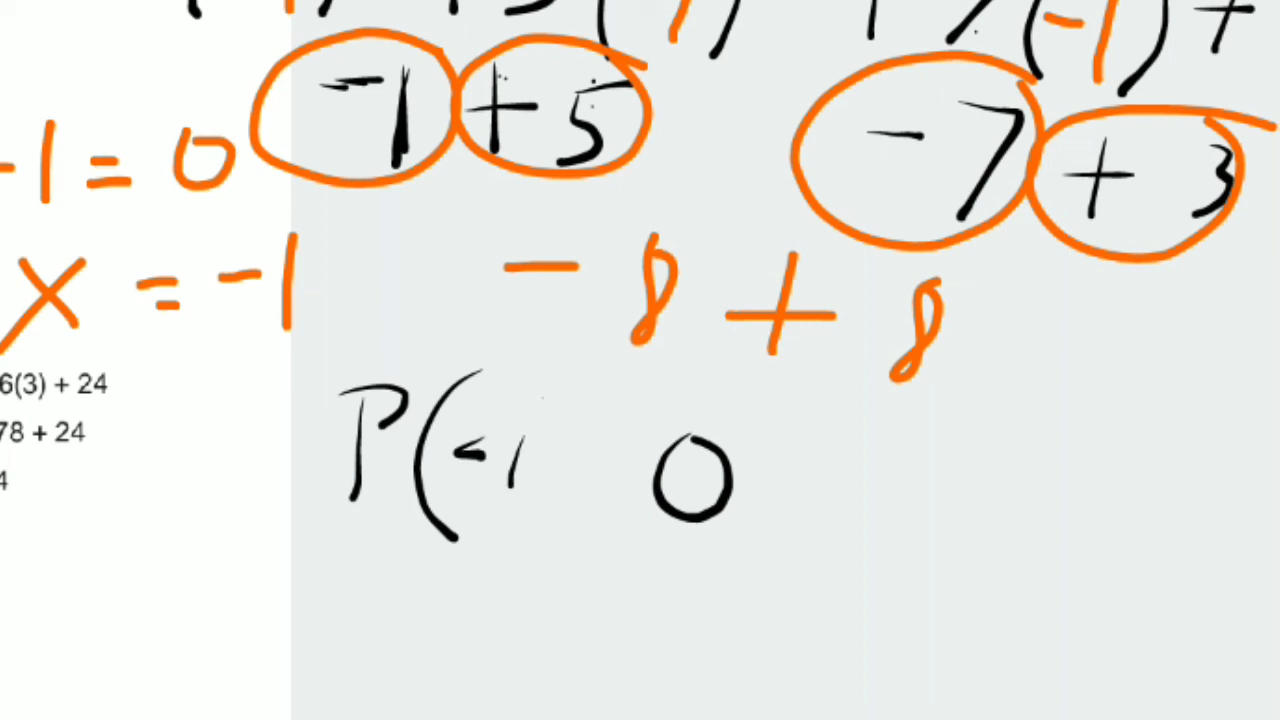 -1 +5 -7 + 3
-1 = 0
x = -1 -8 + 8
6(3) + 24
78 + 24
4
P(-1 0